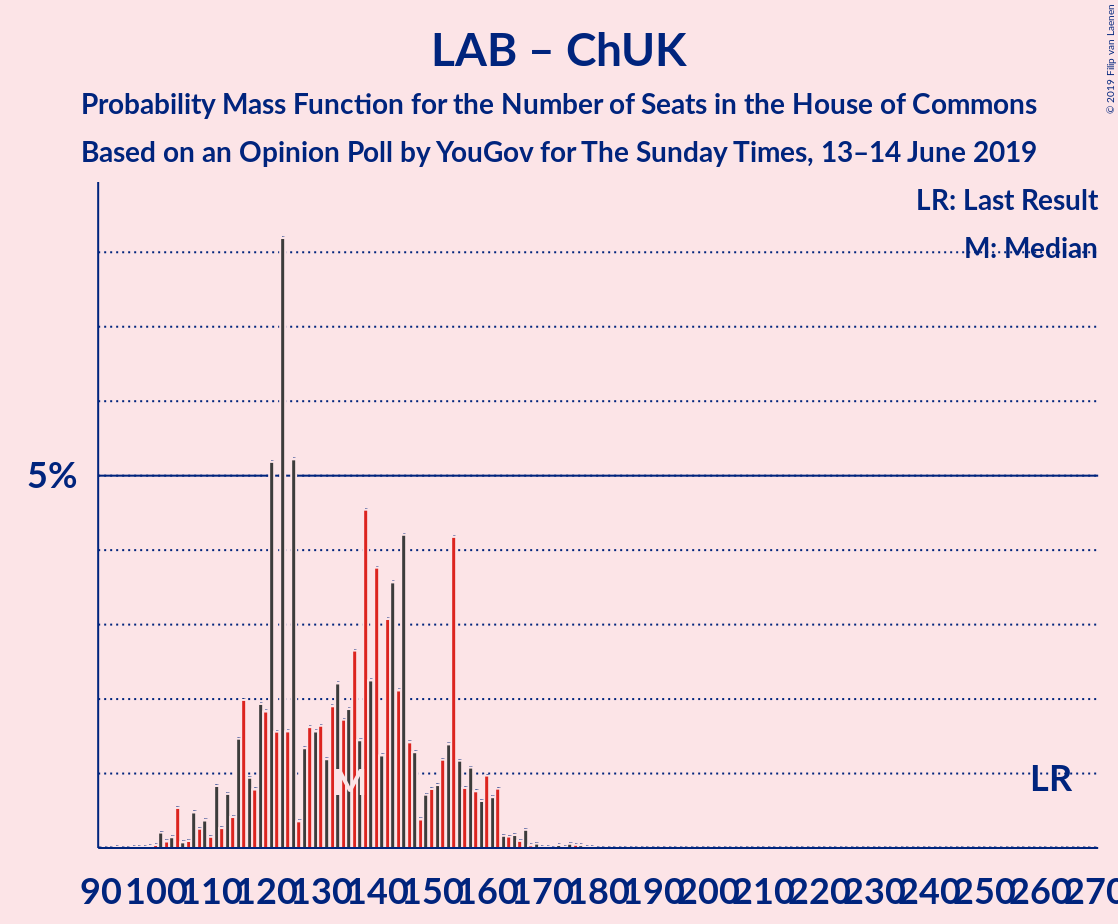 LAB – ChUK
Probability Mass Function for the Number of Seats in the House of Commons
Based on an Opinion Poll by YouGov for The Sunday Times, 13–14 June 2019
© 2019 Filip van Laenen
LR: Last Result
M: Median
5%
M
LR
90 100 110 120 130 140 150 160 170 180 190 200 210 220 230 240 250 260 270